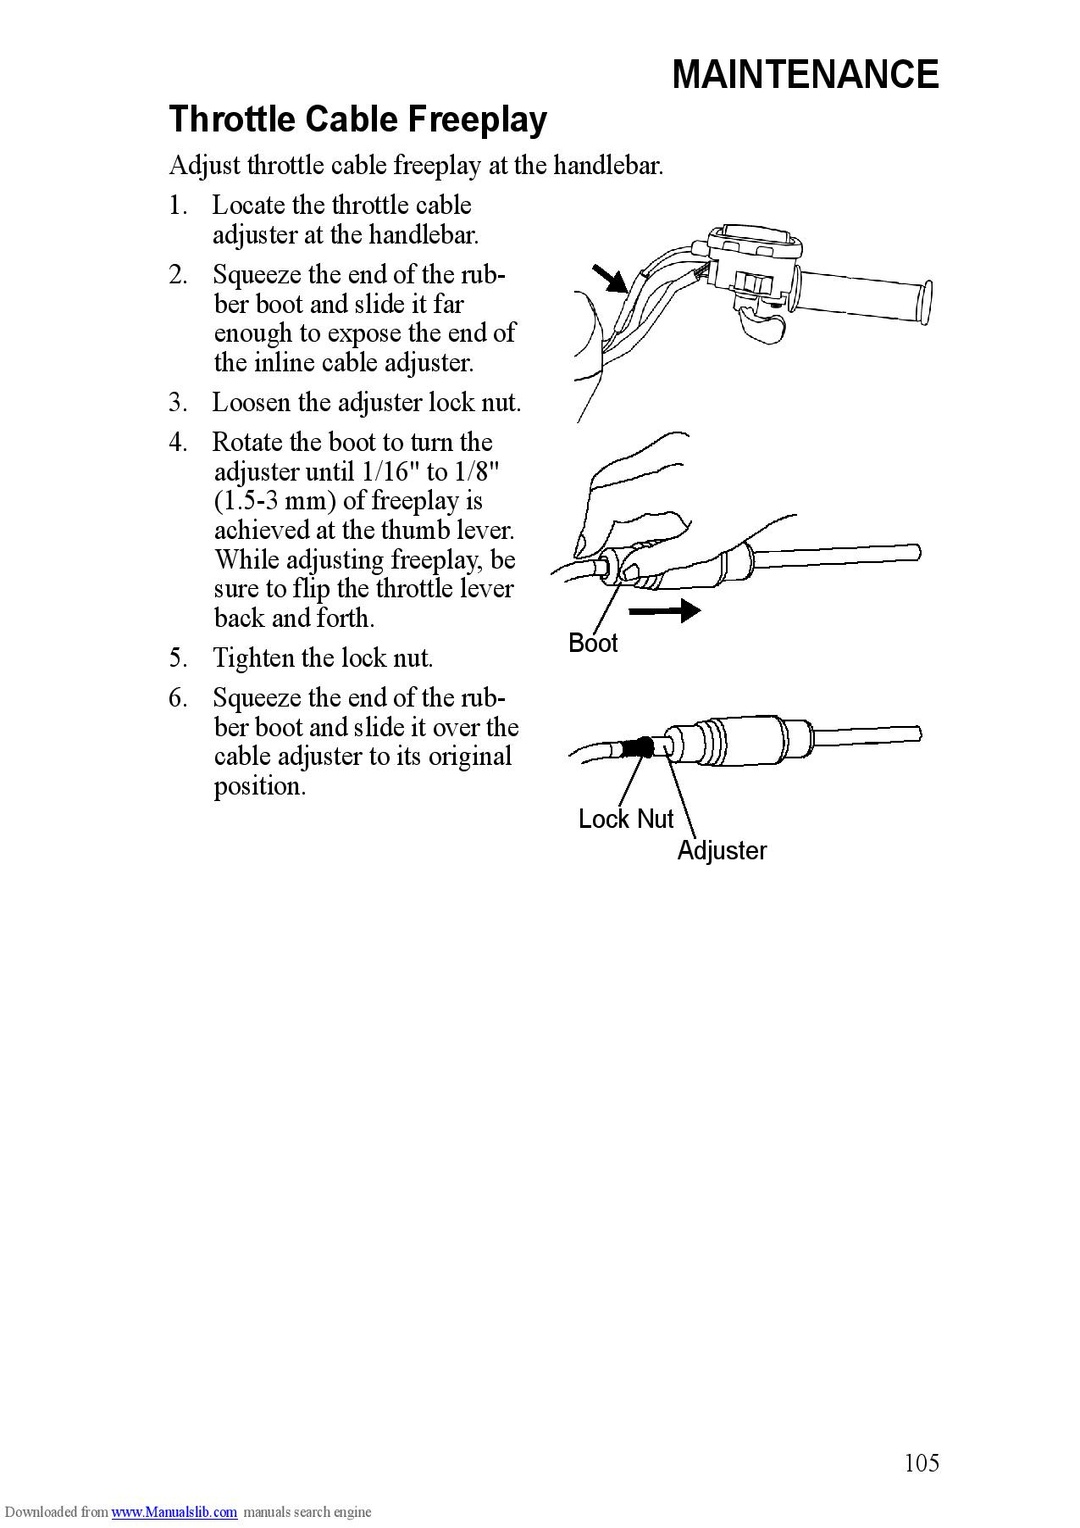 MAINTENANCE
Throttle Cable Freeplay
Adjust throttle cable freeplay at the handlebar.
1. Locate the throttle cable
adjuster at the handlebar.
2. Squeeze the end of the rub-
ber boot and slide it far
enough to expose the end of
the inline cable adjuster.
3. Loosen the adjuster lock nut.
4. Rotate the boot to turn the
adjuster until 1/16" to 1/8"
(1.5-3 mm) of freeplay is
achieved at the thumb lever.
While adjusting freeplay, be
sure to flip the throttle lever
back and forth.
5. Tighten the lock nut.
6. Squeeze the end of the rub-
ber boot and slide it over the
cable adjuster to its original
position.
Boot
Lock Nut
Adjuster
105
Downloaded from www.Manualslib.com manuals search engine